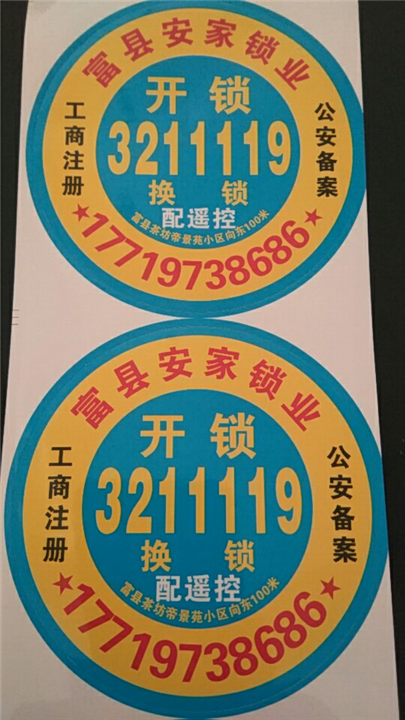 富县安家锁业
开锁
工商注册
3211119
公安备案
换锁
配遥控
富县茶坊帝景苑小区向东100米
★17719738686★
富县安家锁业
开锁
工商注册
3211119
公安备案
换锁
配遥控
富县茶坊帝景苑小区向东100米
★17719738686★